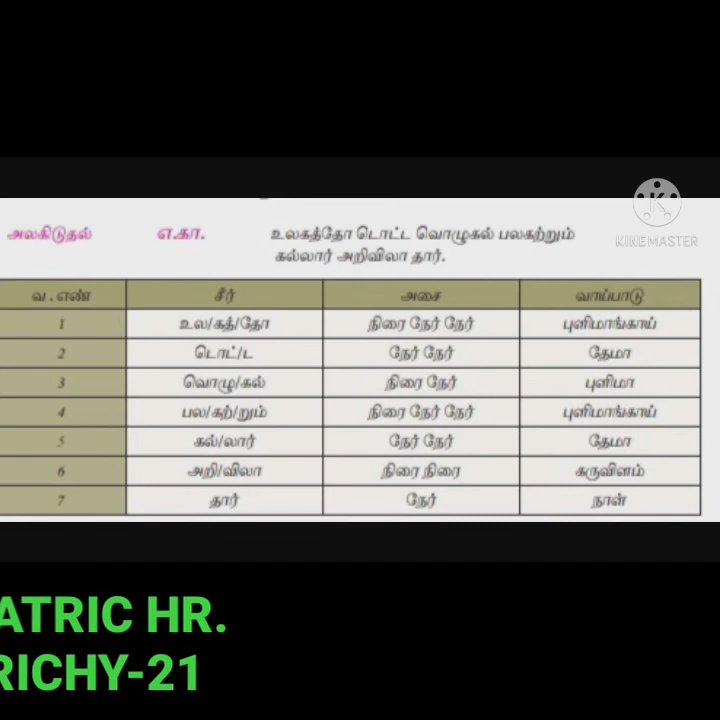 KINEMASTER
அலகிடுதல் எ.கா. உலகத்தோ டொட்ட வொழுகல் பலகற்றும்
கல்லார் அறிவிலா தார்.
வ . எண் சீர் அசை வாய்பாடு
1 உல/கத்/தோ நிரை நேர் நேர் புளிமாங்காய்
2 டொட்/ட நேர் நேர் தேமா
3 வொழு/கல் நிரை நேர் புளிமா
4 பல/கற்/றும் நிரை நேர் நேர் புளிமாங்காய்
5 கல்/லார் நேர் நேர் தேமா
6 அறி/விலா நிரை நிரை கருவிளம்
7 தார் நேர் நாள்
ATRIC HR.
RICHY-21